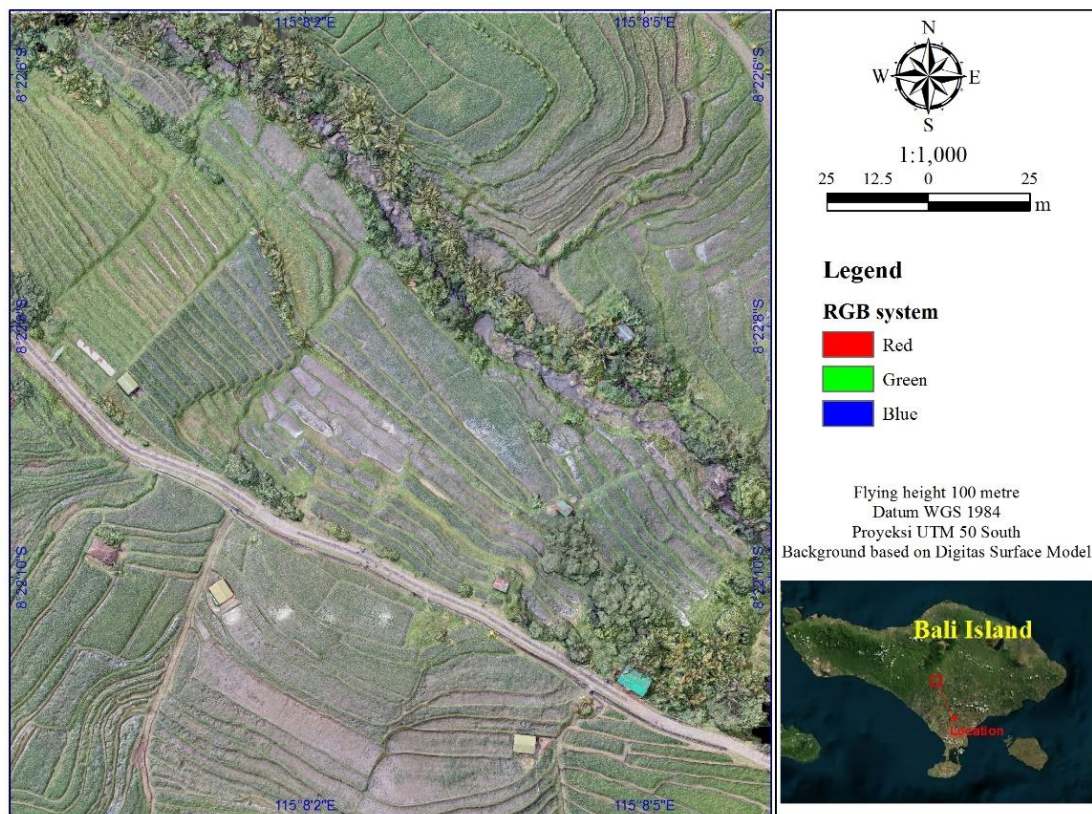 115°8'2"E
115°8'5"E
8°22'6"S
8°22'6"S
8°22'8"S
8°22'8"S
8°22'10"S
8°22'10"S
115°8'2"E
115°8'5"E
N
W
E
S
1:1,000
25 12.5 0 25
m
Legend
RGB system
Red
Green
Blue
Flying height 100 metre
Datum WGS 1984
Proyeksi UTM 50 South
Background based on Digitas Surface Model
Bali Island
Location